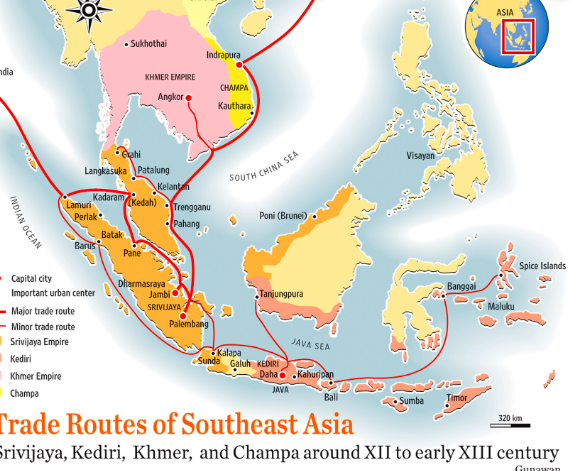 ASIA
Sukhothai
Indrapura
KHMER EMPIRE
CHAMPA
Angkor
Kauthara
ndia
Grahi
Langkasuka
Patalung
Visayan
SOUTH CHINA SEA
Kelantan
Kadaram
(Kedah)
Lamuri
Trengganu
Perlak
Pahang
Poni (Brunei)
INDIAN OCEAN
Batak
Barus
Pane
Spice Islands
Capital city
Dharmasraya
Banggai
Important urban center
Jambi
Tanjungpura
Maluku
Major trade route
SRIVIJAYA
Minor trade route
Palembang
Srivijaya Empire
JAVA SEA
Kediri
Kalapa
Sunda
Galuh
KEDIRI
Khmer Empire
Daha
Kahuripan
Champa
JAVA
Bali
Sumba
Timor
320 km
Trade Routes of Southeast Asia
Srivijaya, Kediri, Khmer, and Champa around XII to early XIII century
Gunawan